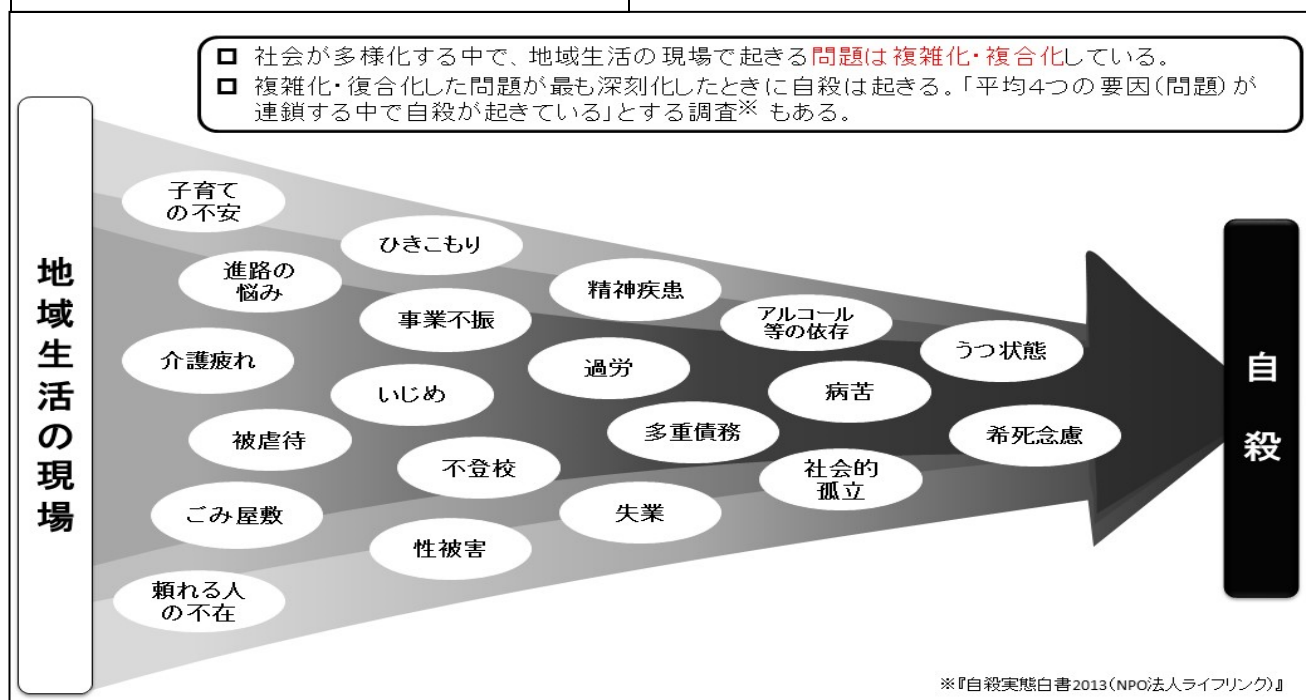 □ 社会が多様化する中で、地域生活の現場で起きる問題は複雑化・複合化している。
□ 複雑化・復合化した問題が最も深刻化したときに自殺は起きる。「平均4つの要因(問題)が
連鎖する中で自殺が起きている」とする調査※ もある。
地域生活の現場
子育て
の不安
進路の
悩み
介護疲れ
被虐待
ごみ屋敷
頼れる人
の不在
ひきこもり
事業不振
いじめ
不登校
性被害
精神疾患
過労
多重債務
失業
アルコール
等の依存
病苦
社会的
孤立
うつ状態
希死念慮
自殺
※『自殺実態白書2013(NPO法人ライフリンク)』